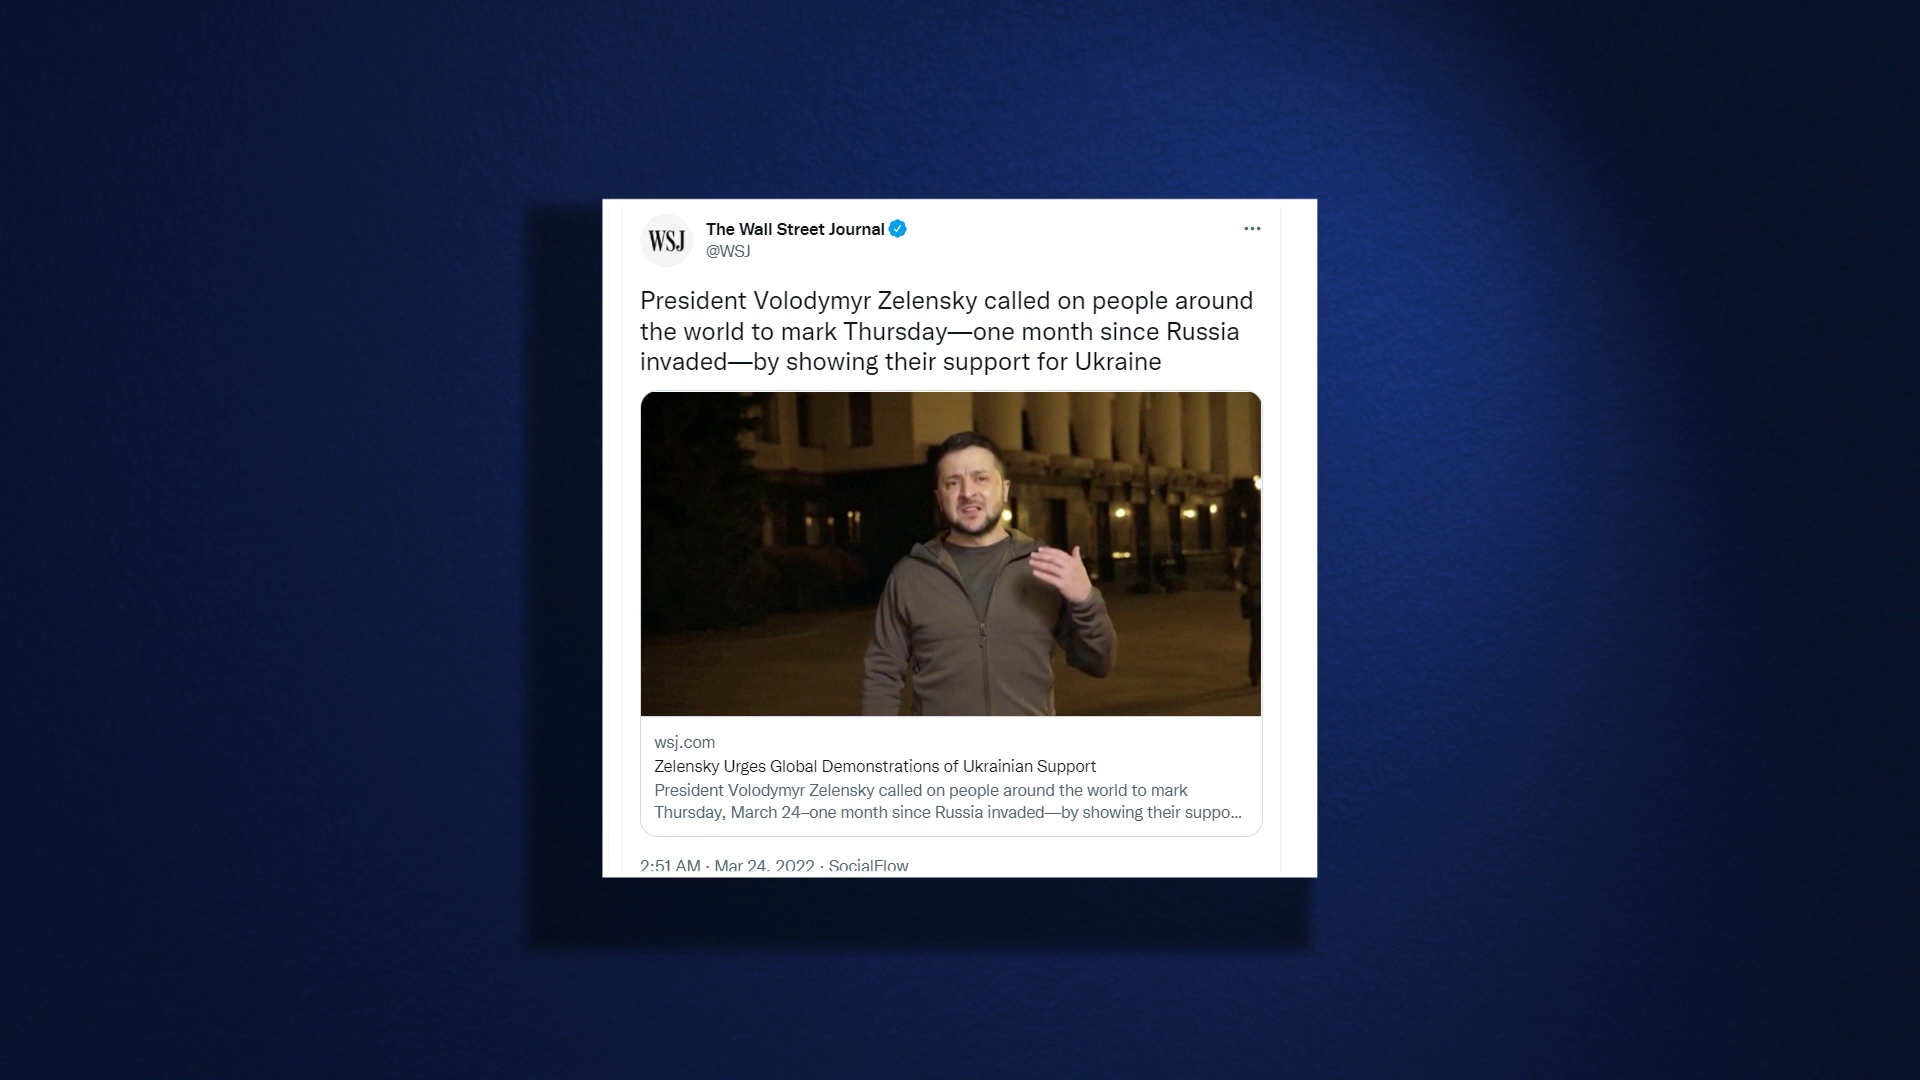 WSJ
The Wall Street Journal
@WSJ
President Volodymyr Zelensky called on people around
the world to mark Thursday—one month since Russia
invaded—by showing their support for Ukraine
wsj.com
Zelensky Urges Global Demonstrations of Ukrainian Support
President Volodymyr Zelensky called on people around the world to mark
Thursday, March 24–one month since Russia invaded—by showing their suppo...
2:51 AM · Mar 24, 2022 · SocialFlow